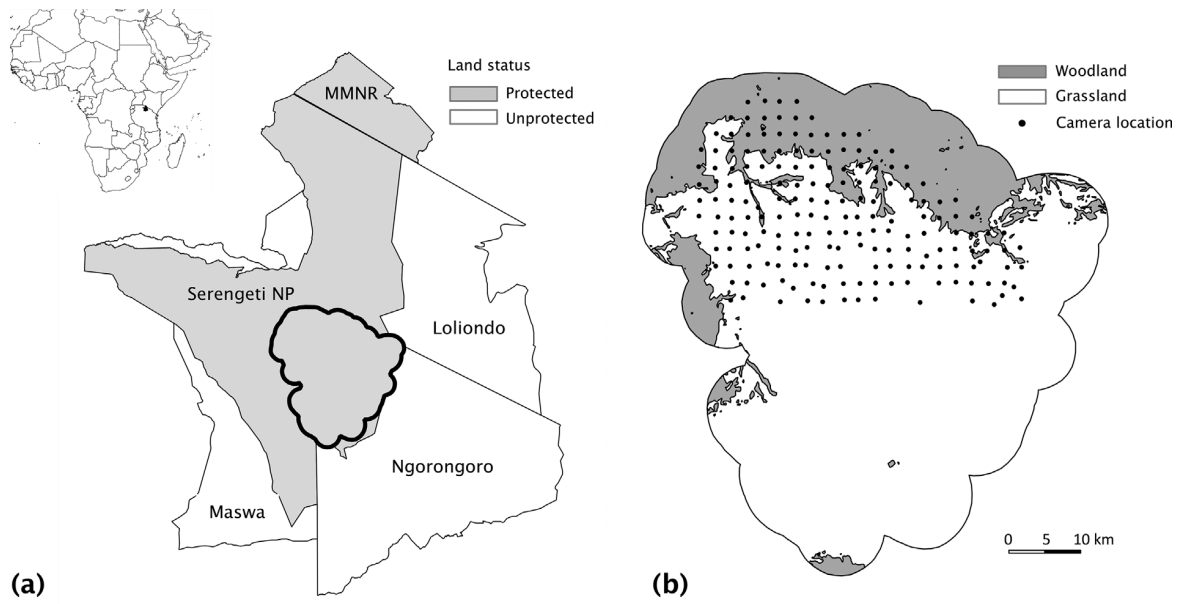 MMNR
Land status
Protected
Unprotected
Serengeti NP
Loliondo
Ngorongoro
Maswa
(a)
Woodland
Grassland
Camera location
0 5 10 km
(b)